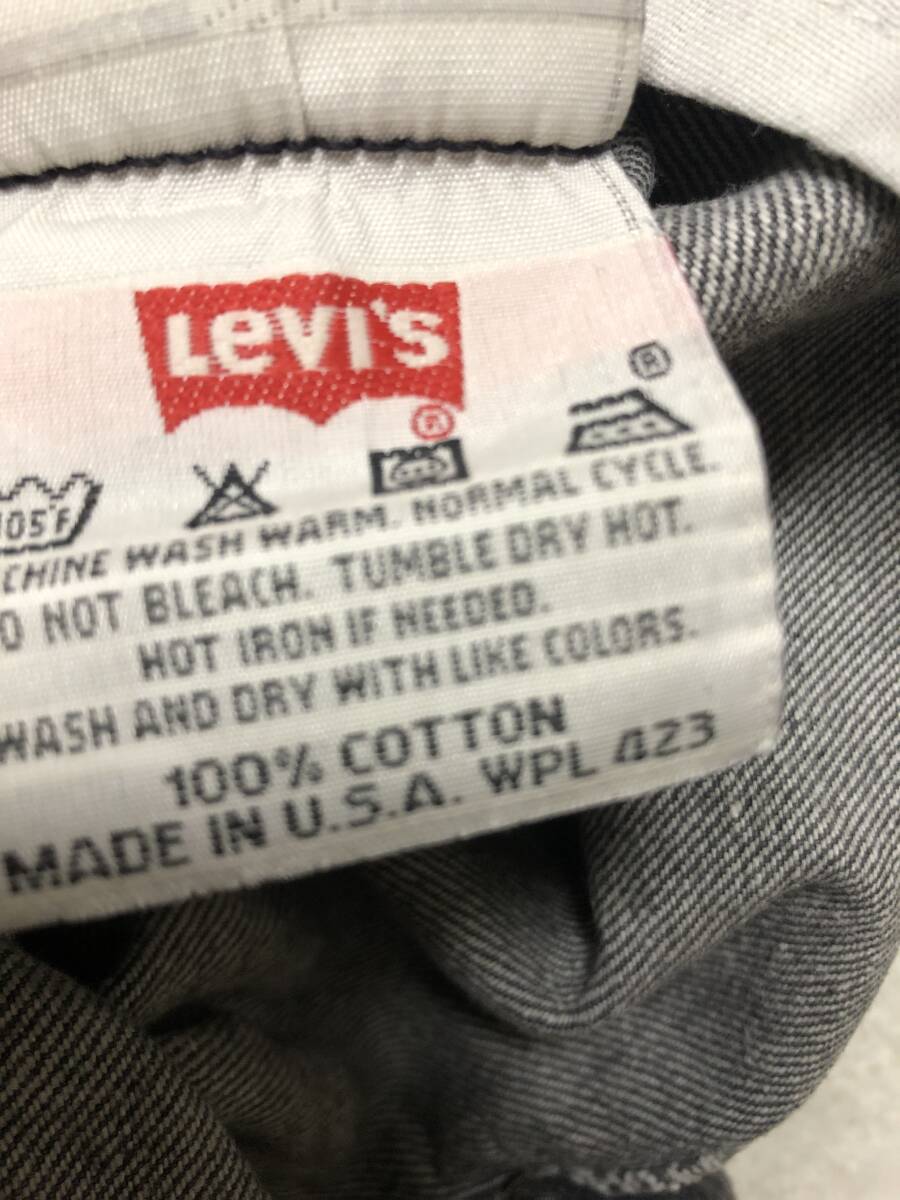 Levi's
®
®
105°F
CHINE WASH WARM. NORMAL CYCLE.
O NOT BLEACH. TUMBLE DRY HOT.
HOT IRON IF NEEDED.
WASH AND DRY WITH LIKE COLORS.
100% COTTON
MADE IN U.S.A. WPL 423